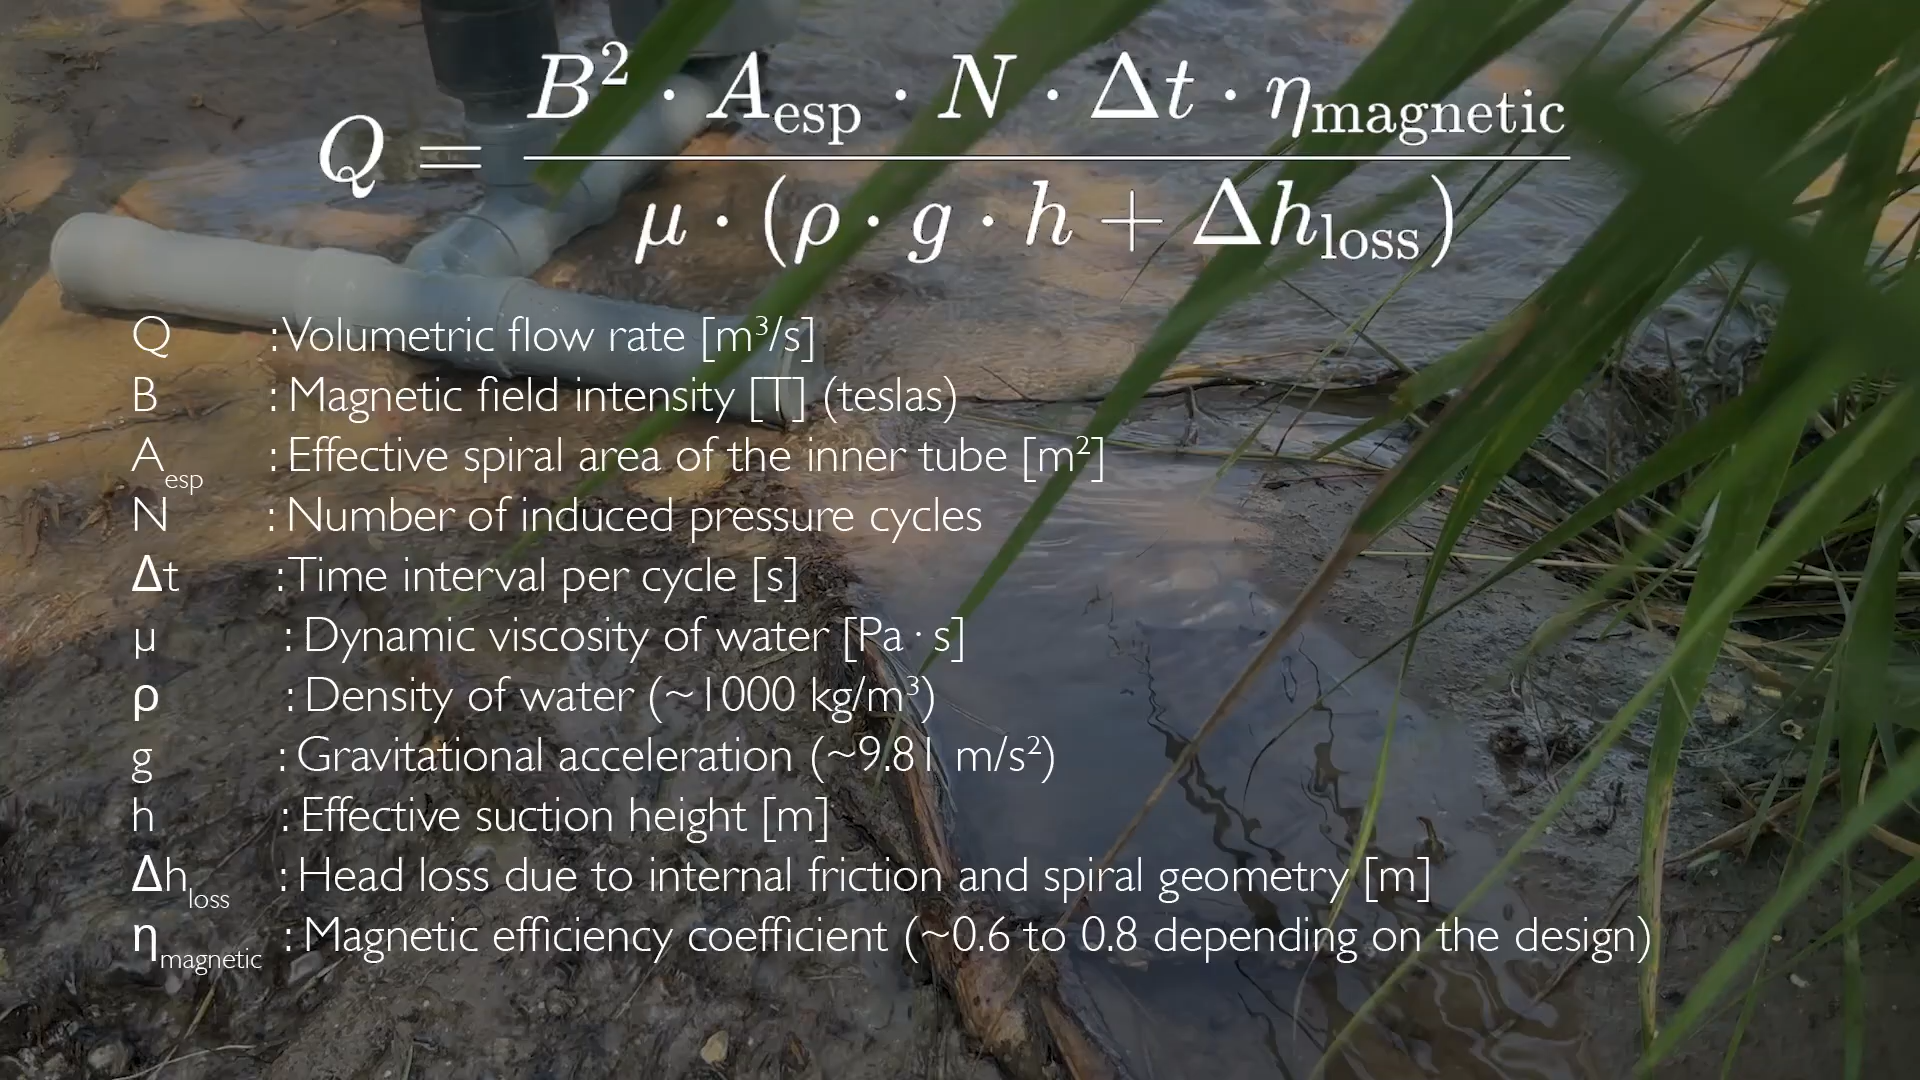 Q = B² · A_esp · N · Δt · η_magnetic / μ · (ρ · g · h + Δh_loss)
Q : Volumetric flow rate [m³/s]
B : Magnetic field intensity [T] (teslas)
A_esp : Effective spiral area of the inner tube [m²]
N : Number of induced pressure cycles
Δt : Time interval per cycle [s]
μ : Dynamic viscosity of water [Pa · s]
ρ : Density of water (~1000 kg/m³)
g : Gravitational acceleration (~9.81 m/s²)
h : Effective suction height [m]
Δh_loss : Head loss due to internal friction and spiral geometry [m]
η_magnetic : Magnetic efficiency coefficient (~0.6 to 0.8 depending on the design)